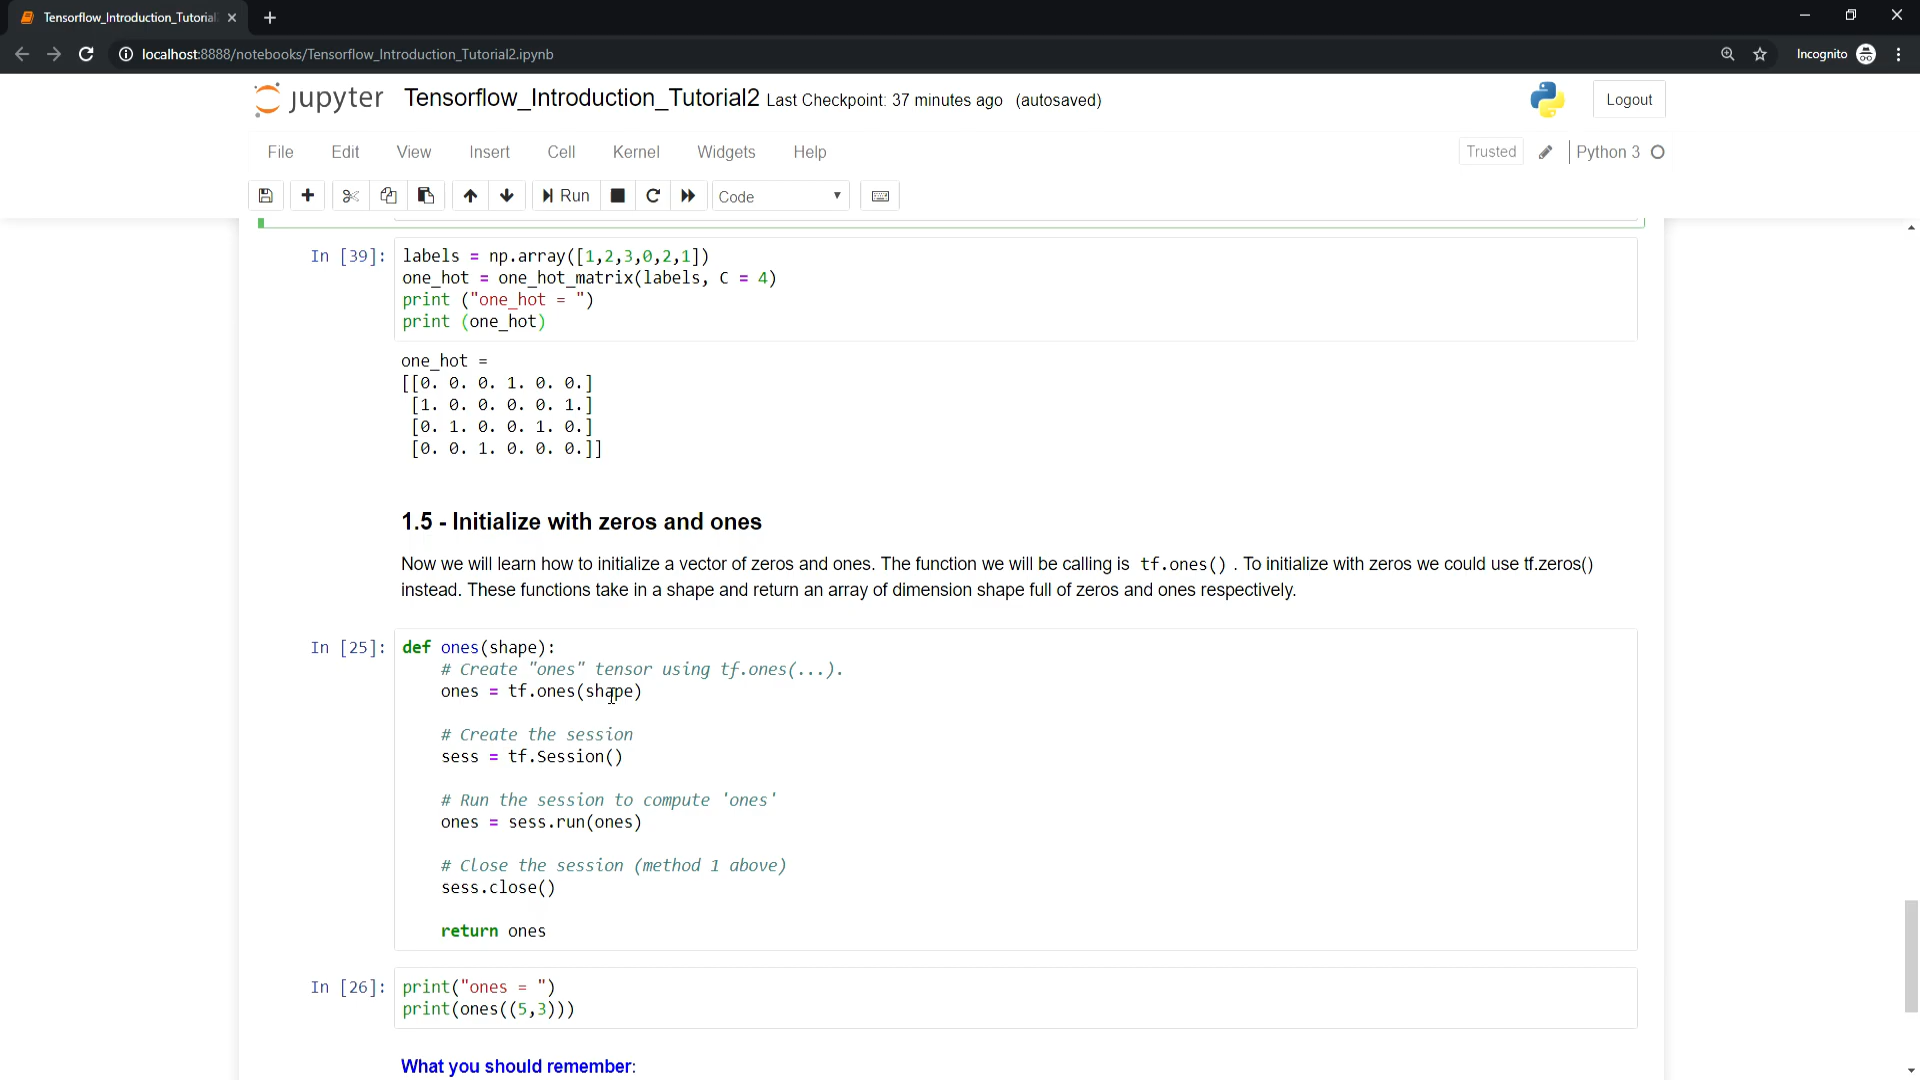 Tensorflow_Introduction_Tutorial
localhost:8888/notebooks/Tensorflow_Introduction_Tutorial2.ipynb
Incognito
jupyter Tensorflow_Introduction_Tutorial2 Last Checkpoint: 37 minutes ago (autosaved)
Logout
File Edit View Insert Cell Kernel Widgets Help
Trusted Python 3
Run Code
In [39]: labels = np.array([1,2,3,0,2,1])
one_hot = one_hot_matrix(labels, C = 4)
print ("one_hot = ")
print (one_hot)
one_hot =
[[0. 0. 0. 1. 0. 0.]
[1. 0. 0. 0. 0. 1.]
[0. 1. 0. 0. 1. 0.]
[0. 0. 1. 0. 0. 0.]]
1.5 - Initialize with zeros and ones
Now we will learn how to initialize a vector of zeros and ones. The function we will be calling is tf.ones() . To initialize with zeros we could use tf.zeros()
instead. These functions take in a shape and return an array of dimension shape full of zeros and ones respectively.
In [25]: def ones(shape):
# Create "ones" tensor using tf.ones(...).
ones = tf.ones(shape)
# Create the session
sess = tf.Session()
# Run the session to compute 'ones'
ones = sess.run(ones)
# Close the session (method 1 above)
sess.close()
return ones
In [26]: print("ones = ")
print(ones((5,3)))
What you should remember: